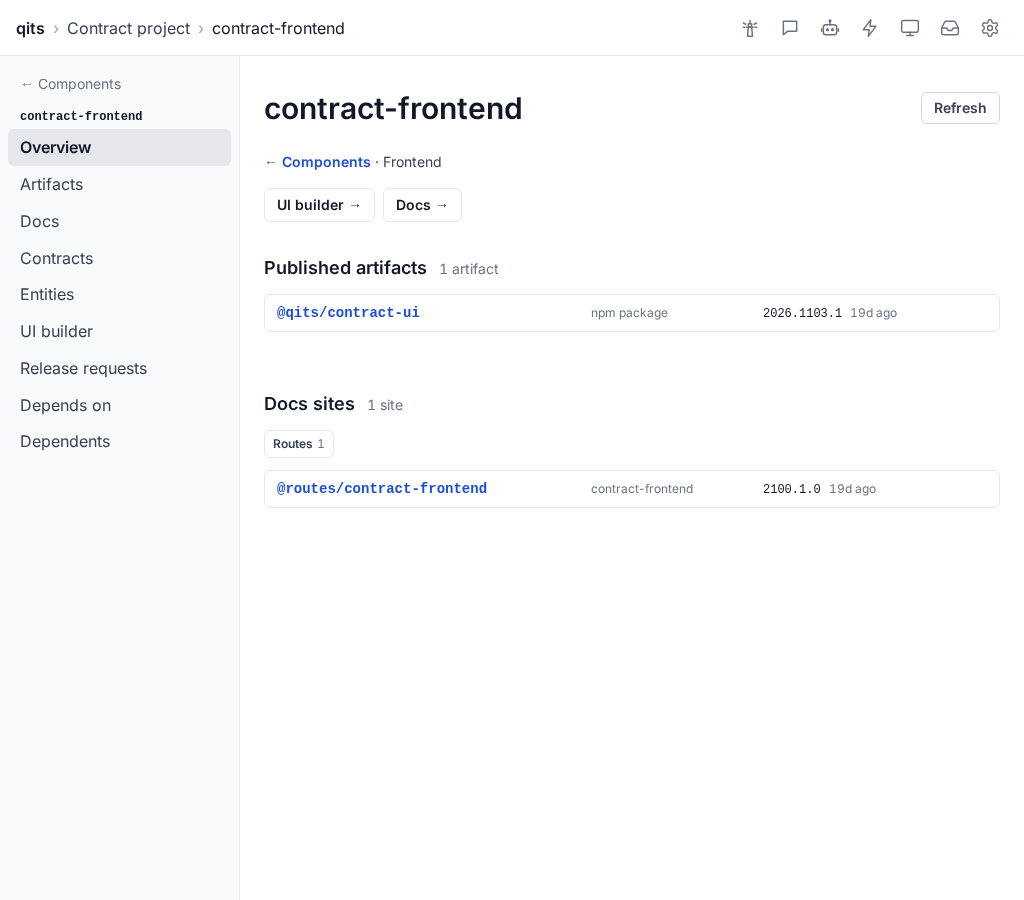 qits › Contract project › contract-frontend
← Components
contract-frontend
Overview
Artifacts
Docs
Contracts
Entities
UI builder
Release requests
Depends on
Dependents
contract-frontend
Refresh
← Components · Frontend
UI builder →
Docs →
Published artifacts 1 artifact
@qits/contract-ui npm package 2026.1103.1 19d ago
Docs sites 1 site
Routes 1
@routes/contract-frontend contract-frontend 2100.1.0 19d ago